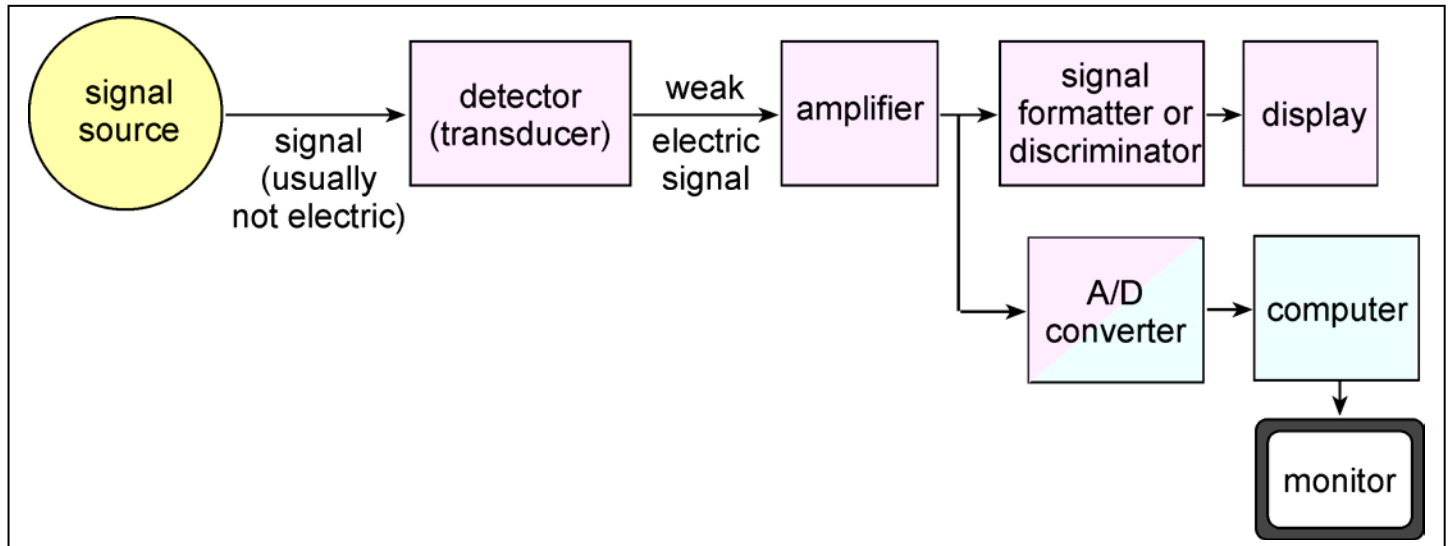 signal
source
signal
(usually
not electric)
detector
(transducer)
weak
electric
signal
amplifier
signal
formatter or
discriminator
display
A/D
converter
computer
monitor